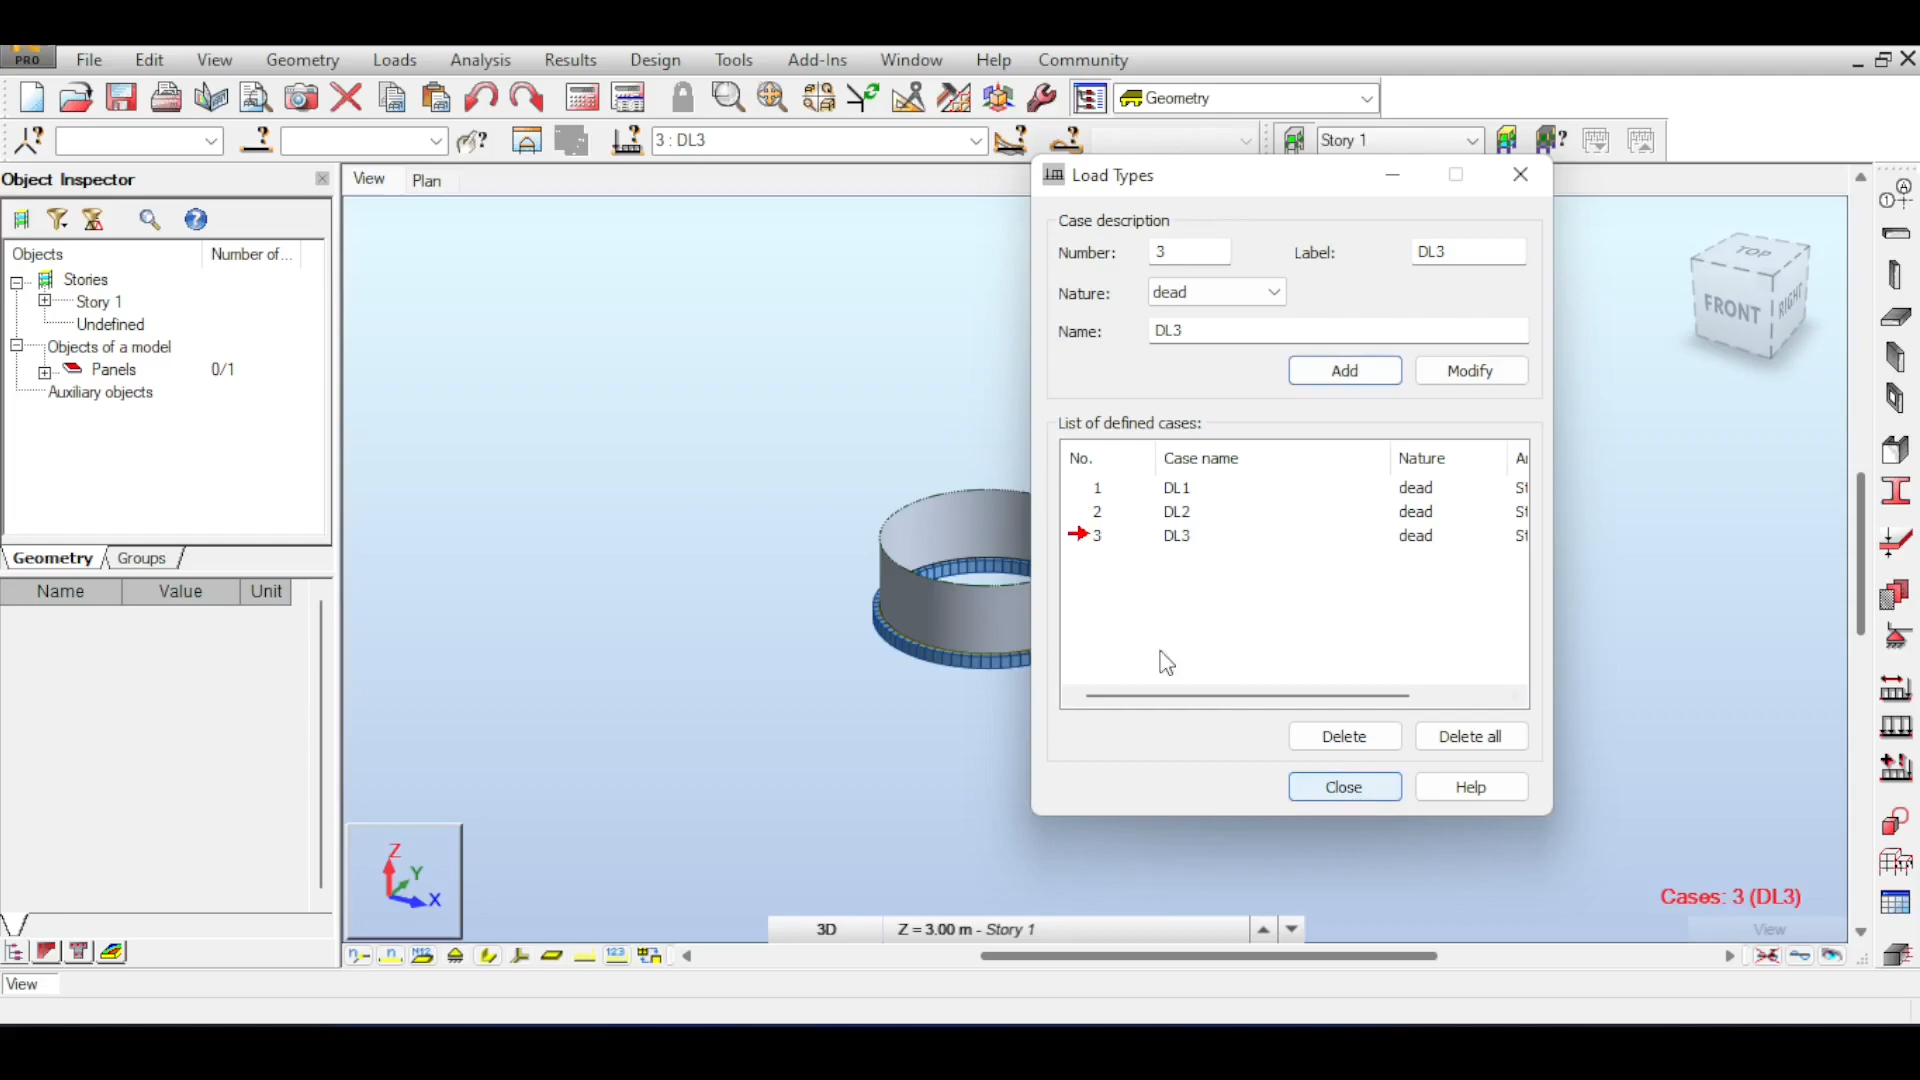 PRO File Edit View Geometry Loads Analysis Results Design Tools Add-Ins Window Help Community
Geometry
3 : DL3 Story 1
Object Inspector
Objects Number of...
Stories
Story 1
Undefined
Objects of a model
Panels 0/1
Auxiliary objects
Geometry Groups
Name Value Unit
View
View Plan
Load Types
Case description
Number: 3 Label: DL3
Nature: dead
Name: DL3
Add Modify
List of defined cases:
No. Case name Nature
1 DL1 dead
2 DL2 dead
3 DL3 dead
Delete Delete all
Close Help
TOP
FRONT RIGHT
Z
Y
X
Cases: 3 (DL3)
3D Z = 3.00 m - Story 1
View